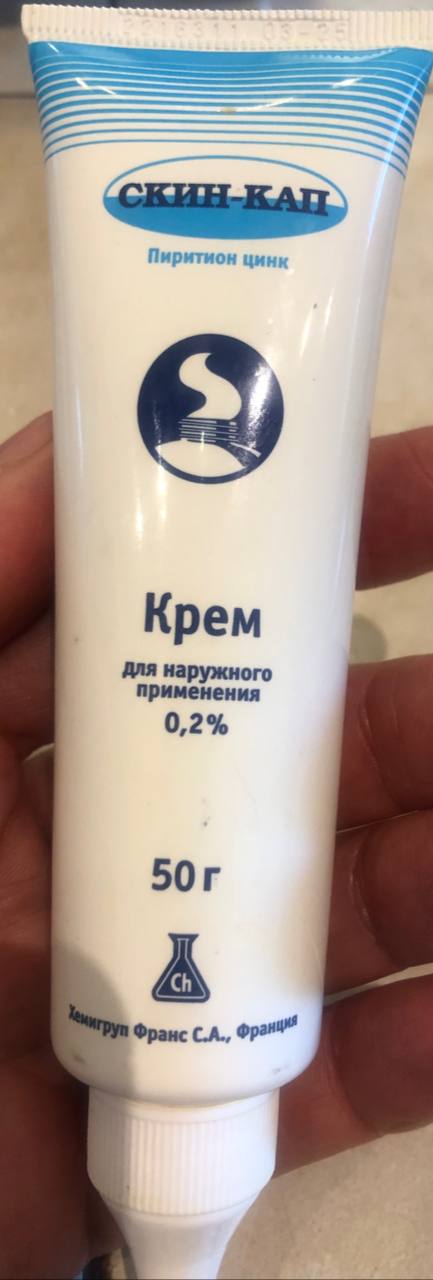 СКИН-КАП
Пиритион цинк
Крем
для наружного
применения
0,2%
50 г
Ch
Хемигруп Франс С.А., Франция